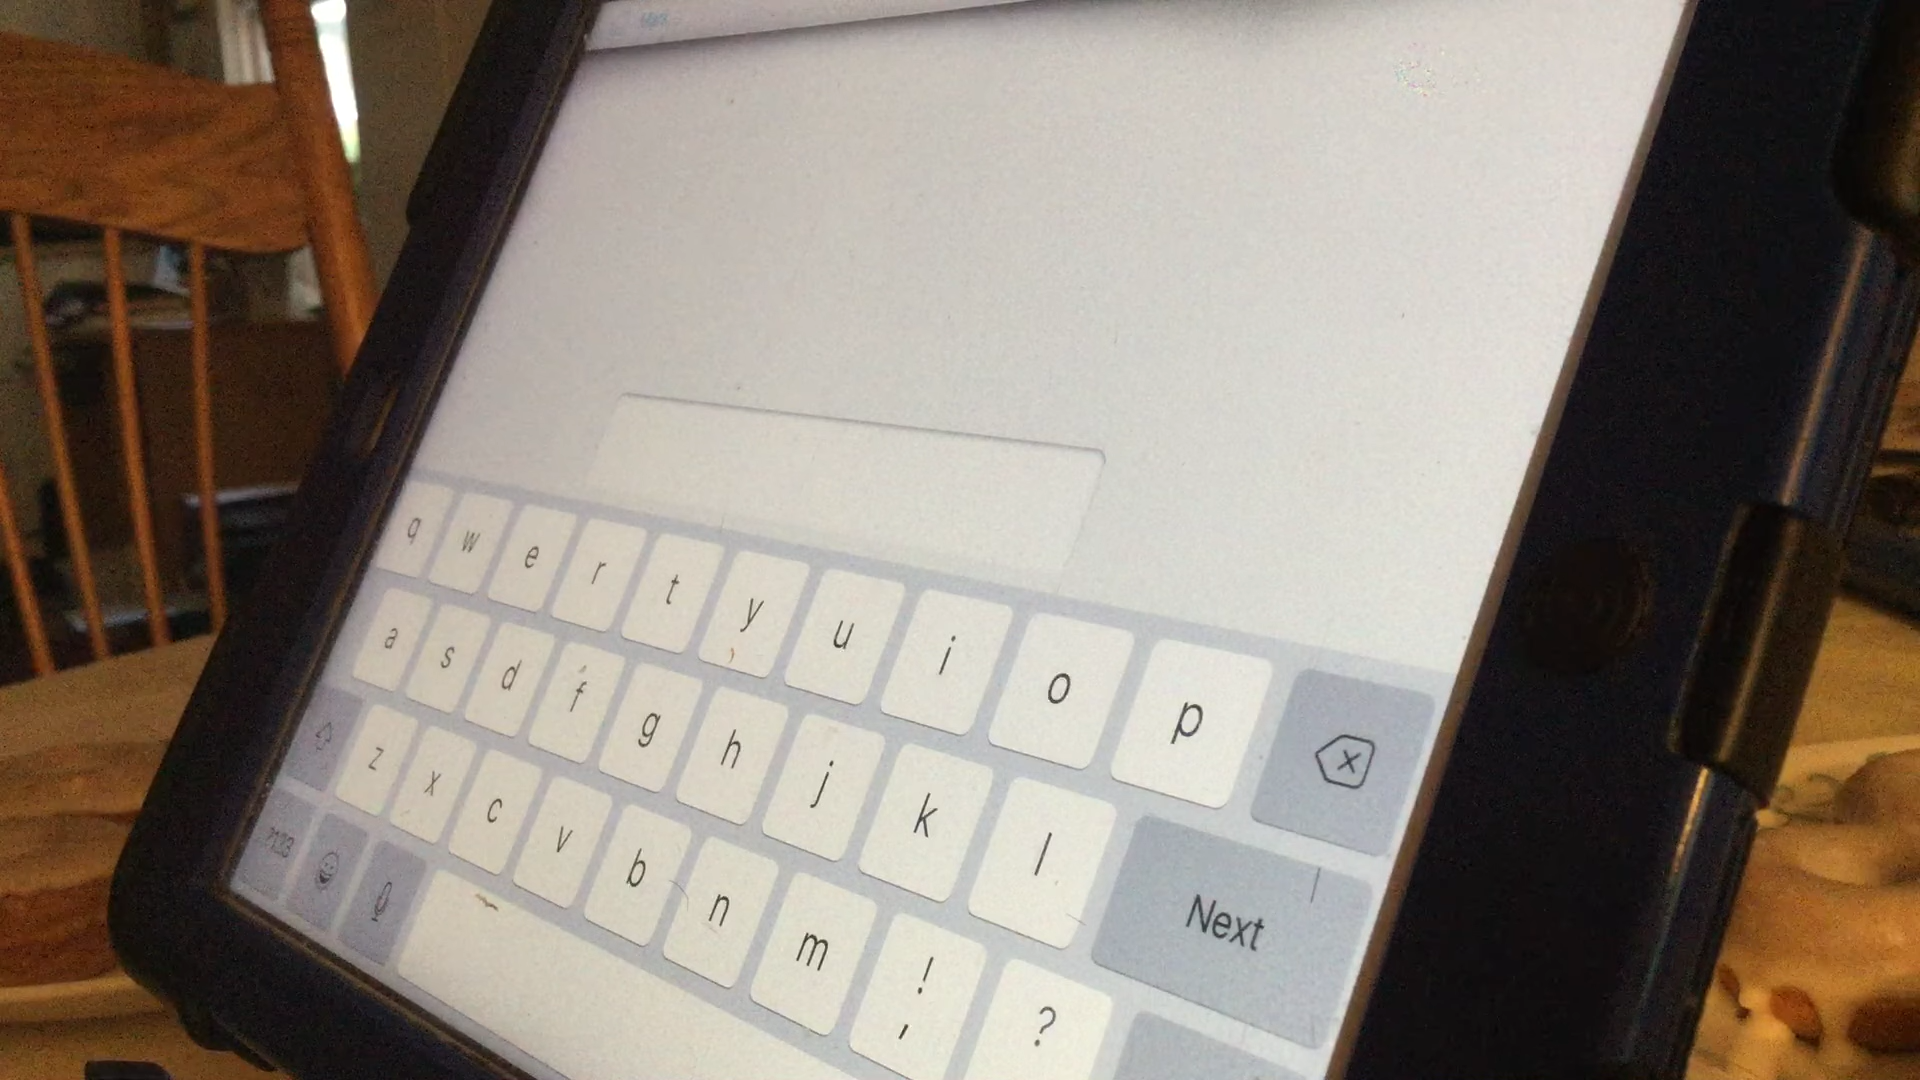 q w e r t y u i o p
a s d f g h j k l Next
z x c v b n m ! , ?
.?123